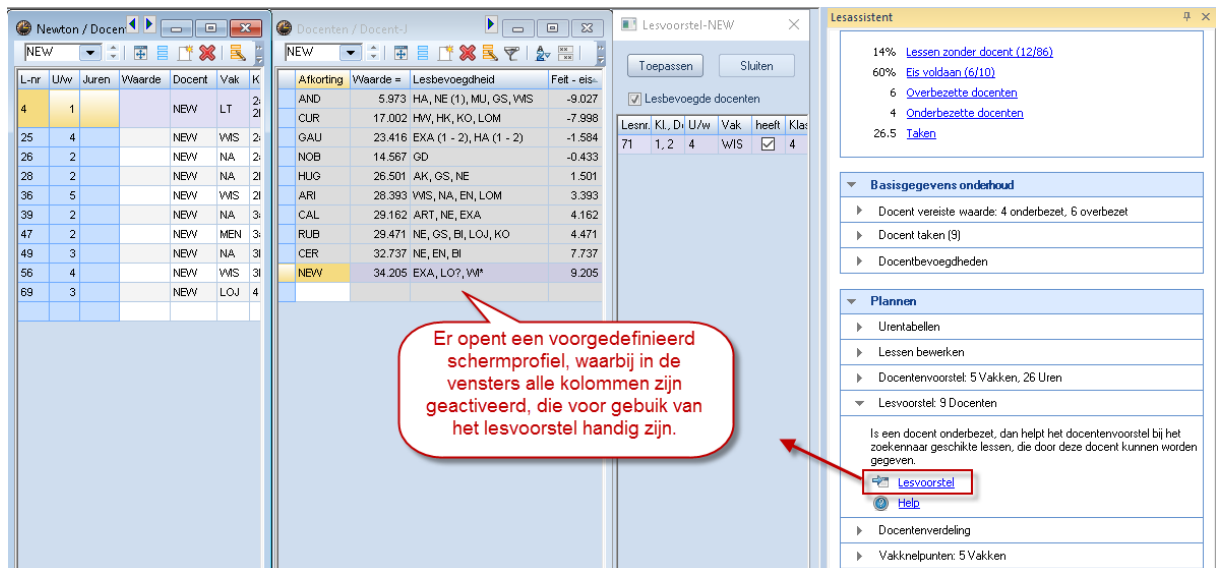 Newton / Docen
NEW
L-nr U/w Juren Waarde Docent Vak K
4 1 NEW LT
25 4 NEW WIS
26 2 NEW NA
28 2 NEW NA
36 5 NEW WIS
39 2 NEW NA
47 2 NEW MEN
49 3 NEW NA
56 4 NEW WIS
69 3 NEW LOJ 4
Docenten / Docent-J
NEW
Afkorting Waarde = Lesbevoegdheid Feit - eis
AND 5.973 HA, NE (1), MU, GS, WIS -9.027
CUR 17.002 HW, HK, KO, LOM -7.998
GAU 23.416 EXA (1 - 2), HA (1 - 2) -1.584
NOB 14.567 GD -0.433
HUG 26.501 AK, GS, NE 1.501
ARI 28.393 WIS, NA, EN, LOM 3.393
CAL 29.162 ART, NE, EXA 4.162
RUB 29.471 NE, GS, BI, LOJ, KO 4.471
CER 32.737 NE, EN, BI 7.737
NEW 34.205 EXA, LO?, WI* 9.205
Er opent een voorgedefinieerd
schermprofiel, waarbij in de
vensters alle kolommen zijn
geactiveerd, die voor gebuik van
het lesvoorstel handig zijn.
Lesvoorstel-NEW
Toepassen Sluiten
Lesbevoegde docenten
Lesnr. Kl., D U/w Vak heeft Klas
71 1, 2 4 WIS 4
Lesassistent
14% Lessen zonder docent (12/86)
60% Eis voldaan (6/10)
6 Overbezette docenten
4 Onderbezette docenten
26.5 Taken
Basisgegevens onderhoud
Docent vereiste waarde: 4 onderbezet, 6 overbezet
Docent taken (9)
Docentbevoegdheden
Plannen
Urentabellen
Lessen bewerken
Docentenvoorstel: 5 Vakken, 26 Uren
Lesvoorstel: 9 Docenten
Is een docent onderbezet, dan helpt het docentenvoorstel bij het
zoekennaar geschikte lessen, die door deze docent kunnen worden
gegeven.
Lesvoorstel
Help
Docentenverdeling
Vakknelpunten: 5 Vakken